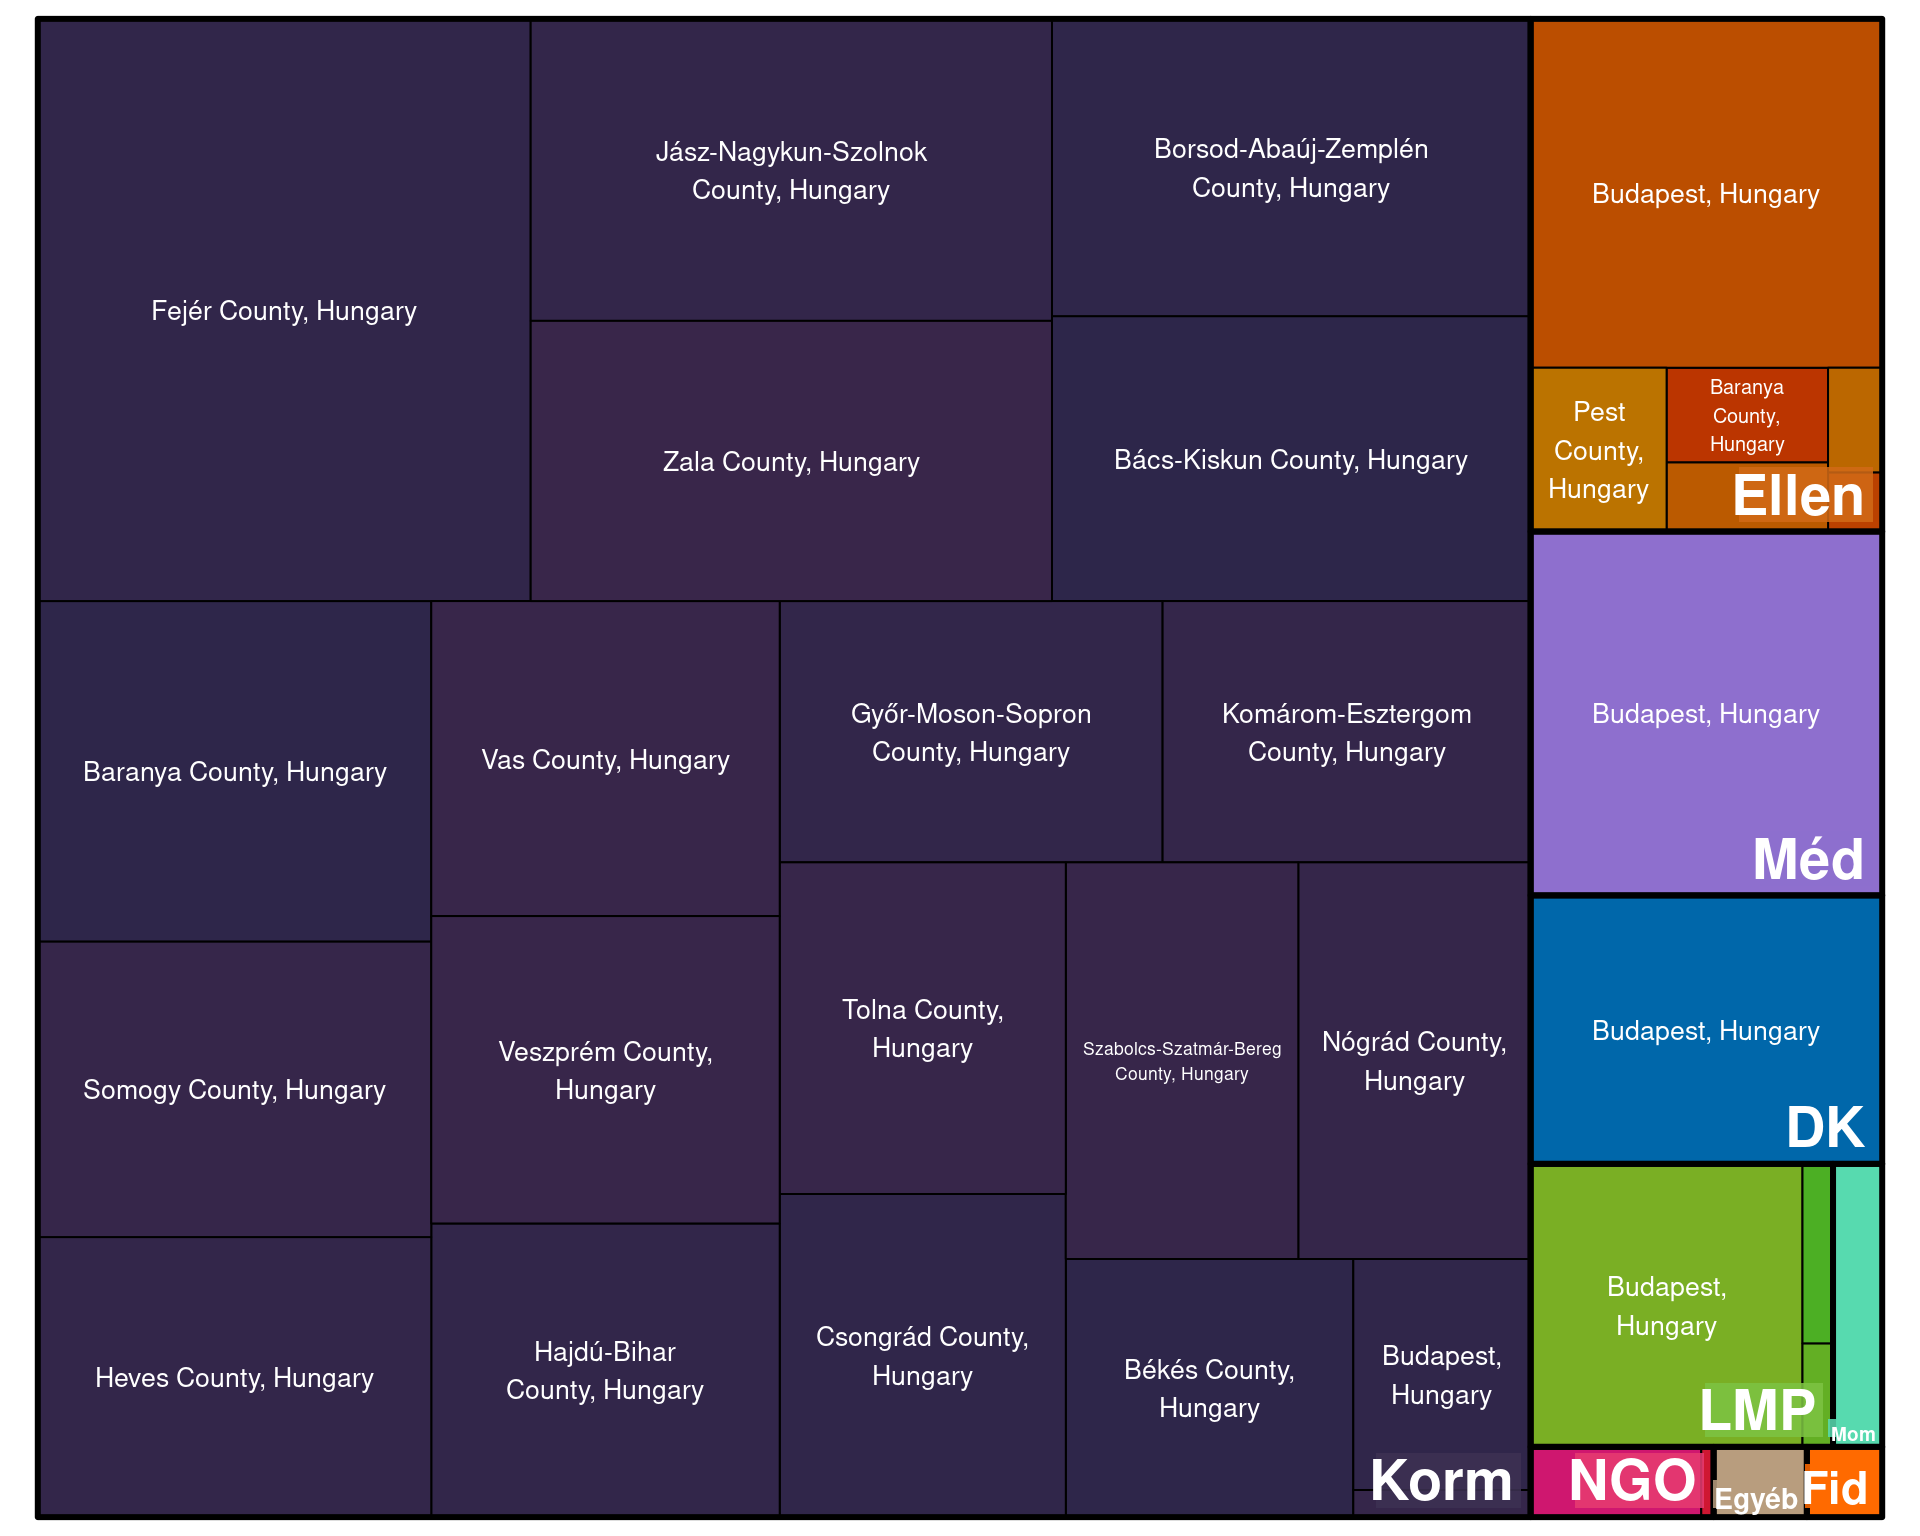 Fejér County, Hungary
Jász-Nagykun-Szolnok
County, Hungary
Borsod-Abaúj-Zemplén
County, Hungary
Zala County, Hungary
Bács-Kiskun County, Hungary
Baranya County, Hungary
Vas County, Hungary
Győr-Moson-Sopron
County, Hungary
Komárom-Esztergom
County, Hungary
Somogy County, Hungary
Veszprém County,
Hungary
Tolna County,
Hungary
Szabolcs-Szatmár-Bereg
County, Hungary
Nógrád County,
Hungary
Heves County, Hungary
Hajdú-Bihar
County, Hungary
Csongrád County,
Hungary
Békés County,
Hungary
Budapest,
Hungary
Korm
Budapest, Hungary
Pest
County,
Hungary
Baranya
County,
Hungary
Ellen
Budapest, Hungary
Méd
Budapest, Hungary
DK
Budapest,
Hungary
LMP
Mom
NGO
Egyéb
Fid